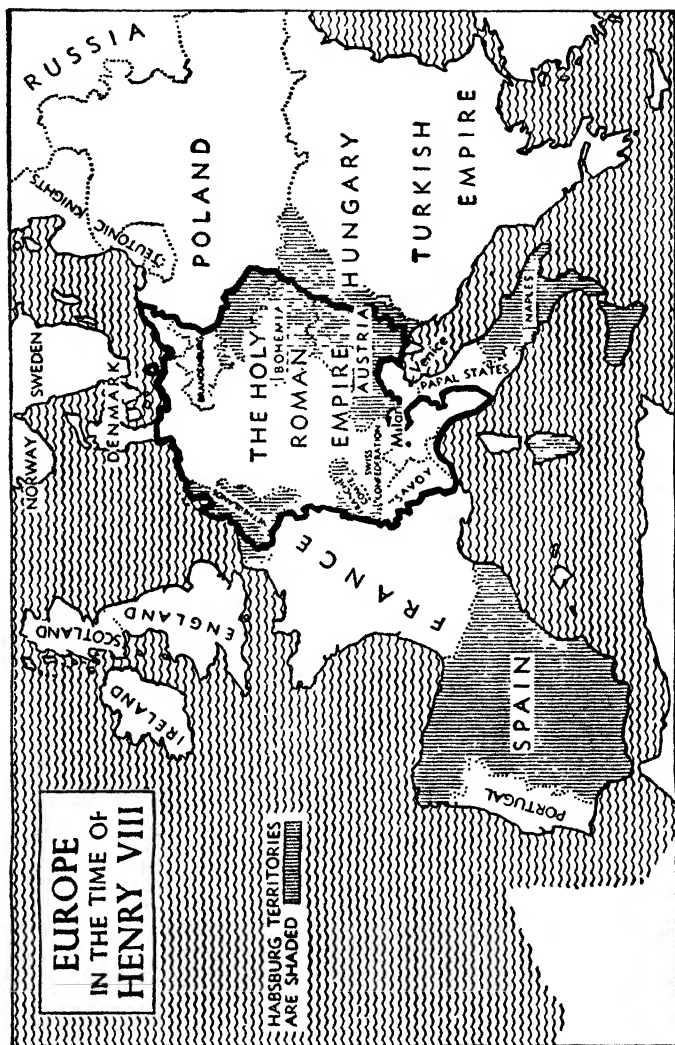 EUROPE
IN THE TIME OF
HENRY VIII
HABSBURG TERRITORIES
ARE SHADED
NORWAY
SWEDEN
DENMARK
SCOTLAND
ENGLAND
IRELAND
RUSSIA
TEUTONIC KNIGHTS
POLAND
BRANDENBURG
THE HOLY
ROMAN
EMPIRE
BOHEMIA
AUSTRIA
HUNGARY
TURKISH
EMPIRE
FRANCE
SWISS
CONFEDERATION
SAVOY
Milan
Venice
PAPAL STATES
NAPLES
SPAIN
PORTUGAL